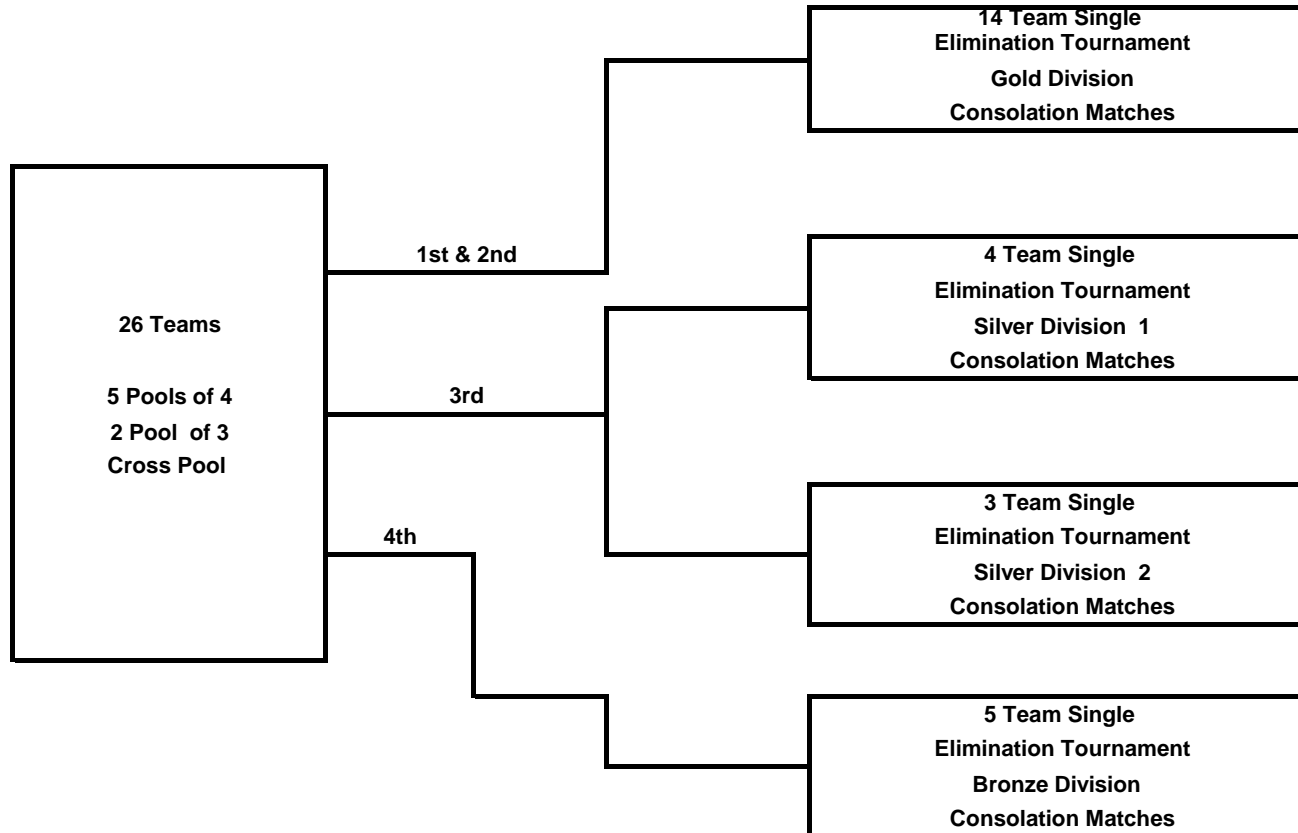 14 Team Single
Elimination Tournament
Gold Division
Consolation Matches
1st & 2nd
4 Team Single
Elimination Tournament
Silver Division 1
Consolation Matches
26 Teams
5 Pools of 4
2 Pool of 3
Cross Pool
3rd
3 Team Single
Elimination Tournament
Silver Division 2
Consolation Matches
4th
5 Team Single
Elimination Tournament
Bronze Division
Consolation Matches